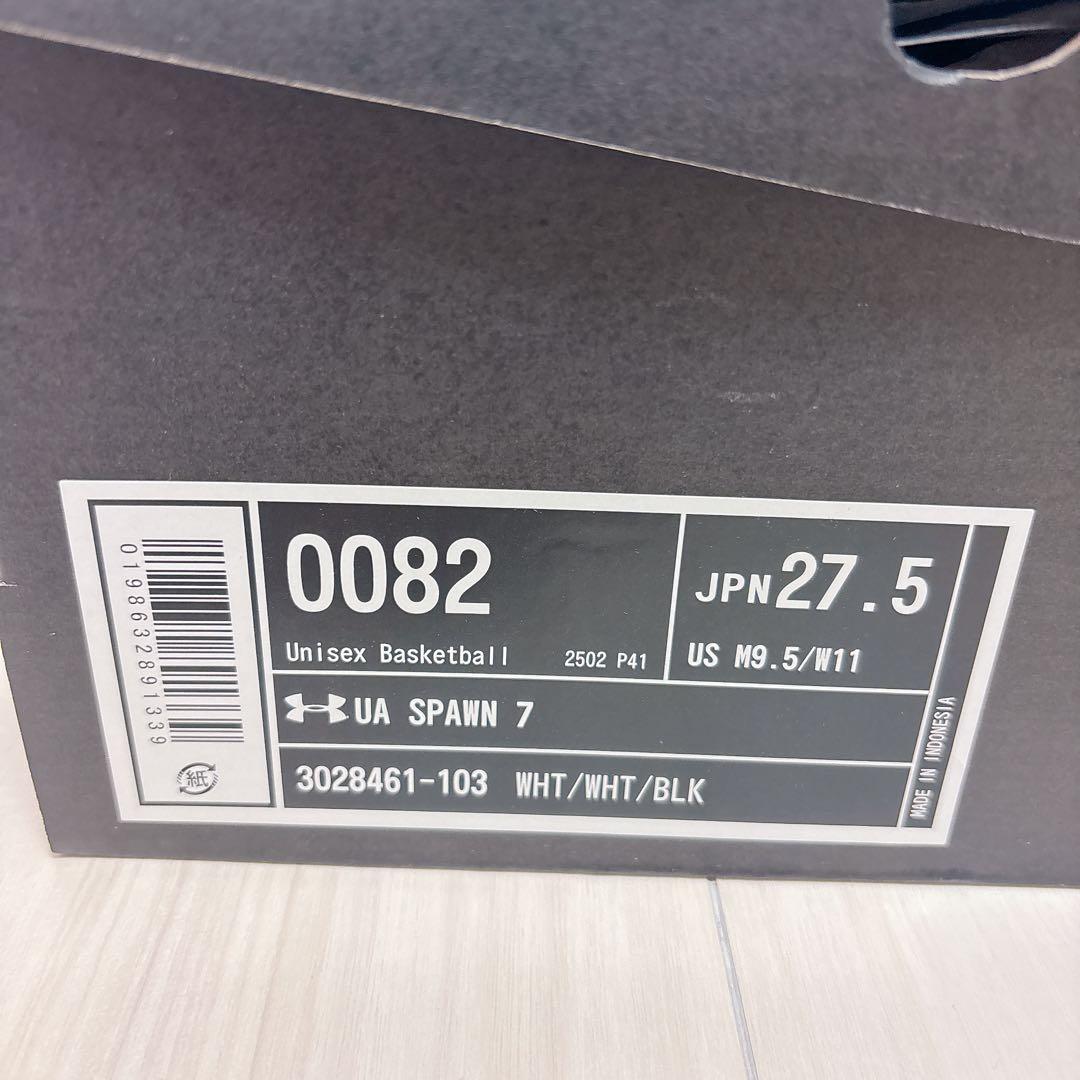 0198632891339
紙
0082
Unisex Basketball 2502 P41
JPN27.5
US M9.5/W11
UA SPAWN 7
3028461-103 WHT/WHT/BLK
MADE IN INDONESIA